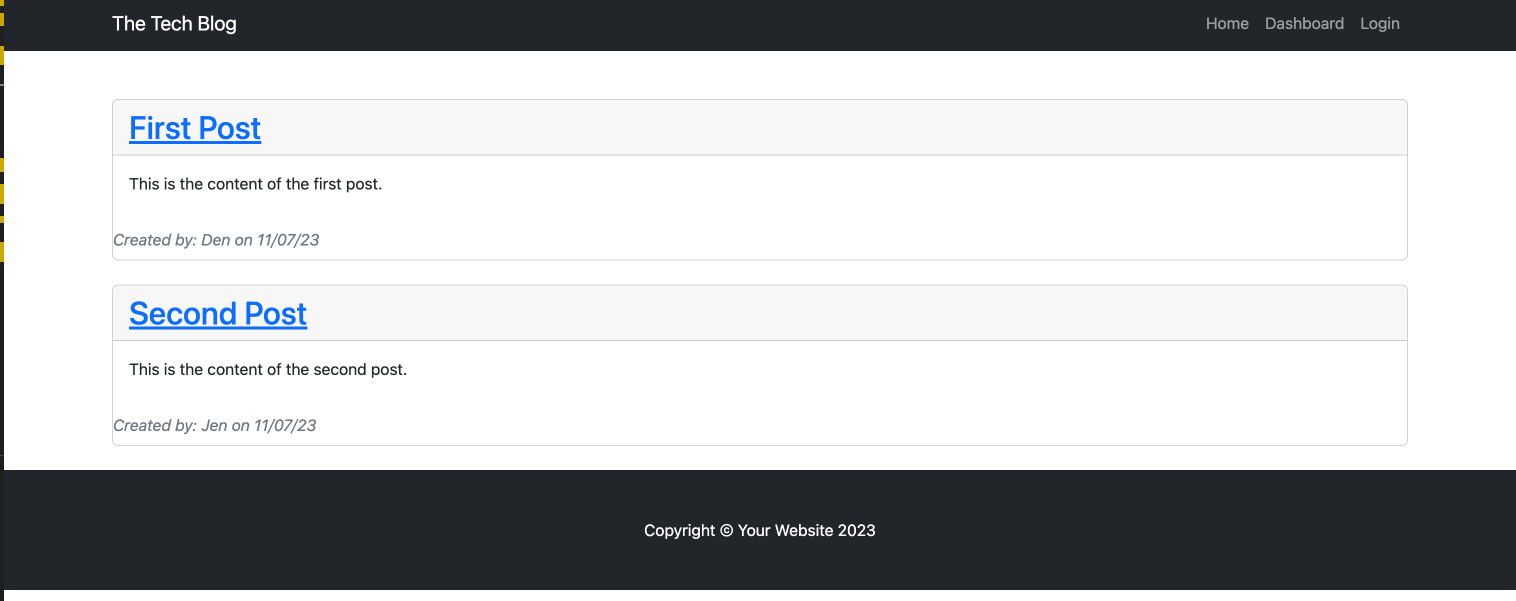 The Tech Blog
Home Dashboard Login
First Post
This is the content of the first post.
Created by: Den on 11/07/23
Second Post
This is the content of the second post.
Created by: Jen on 11/07/23
Copyright © Your Website 2023